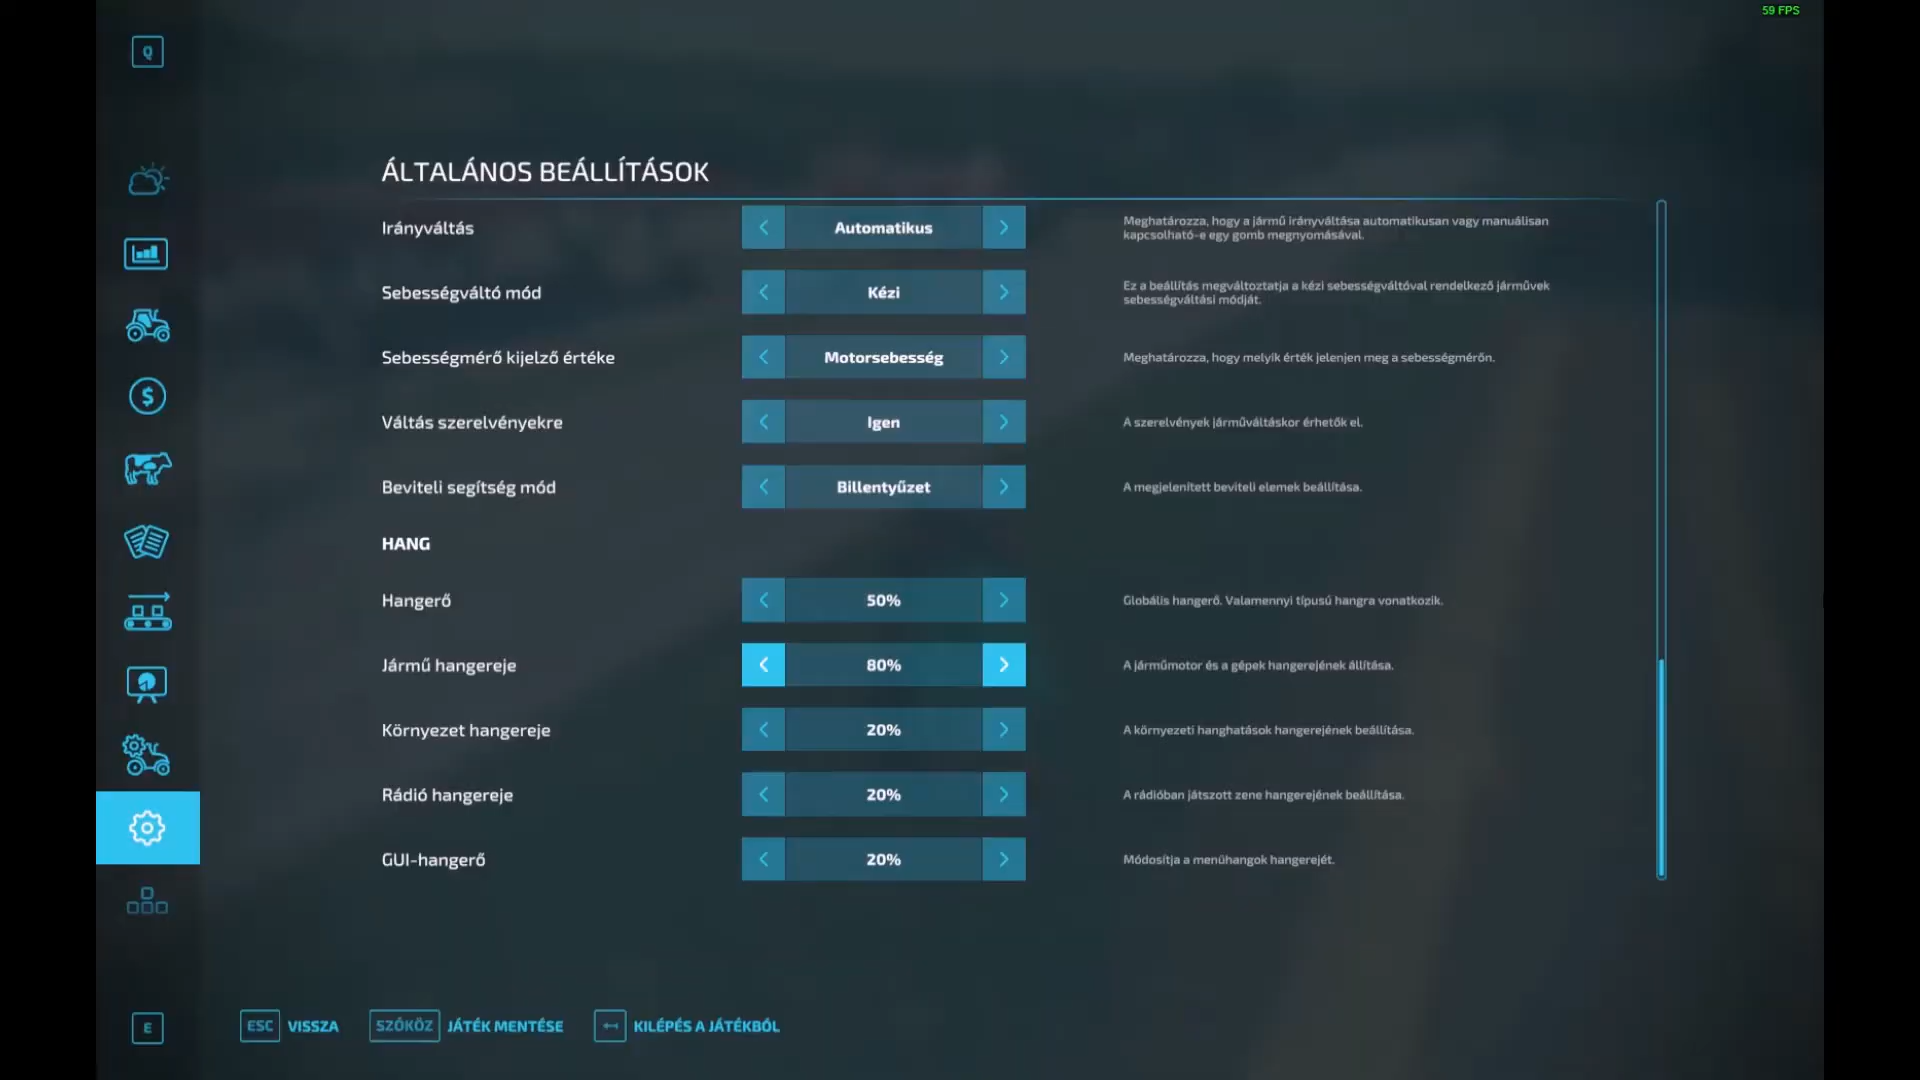 59 FPS
Q
ÁLTALÁNOS BEÁLLÍTÁSOK
Irányváltás
Automatikus
Meghatározza, hogy a jármű irányváltása automatikusan vagy manuálisan
kapcsolható-e egy gomb megnyomásával.
Sebességváltó mód
Kézi
Ez a beállítás megváltoztatja a kézi sebességváltóval rendelkező járművek
sebességváltási módját.
Sebességmérő kijelző értéke
Motorsebesség
Meghatározza, hogy melyik érték jelenjen meg a sebességmérőn.
Váltás szerelvényekre
Igen
A szerelvények járműváltáskor érhetők el.
Beviteli segítség mód
Billentyűzet
A megjelenített beviteli elemek beállítása.
HANG
Hangerő
50%
Globális hangerő. Valamennyi típusú hangra vonatkozik.
Jármű hangereje
80%
A járműmotor és a gépek hangerejének állítása.
Környezet hangereje
20%
A környezeti hanghatások hangerejének beállítása.
Rádió hangereje
20%
A rádióban játszott zene hangerejének beállítása.
GUI-hangerő
20%
Módosítja a menühangok hangerejét.
E
ESC VISSZA
SZÓKÖZ JÁTÉK MENTÉSE
KILÉPÉS A JÁTÉKBÓL